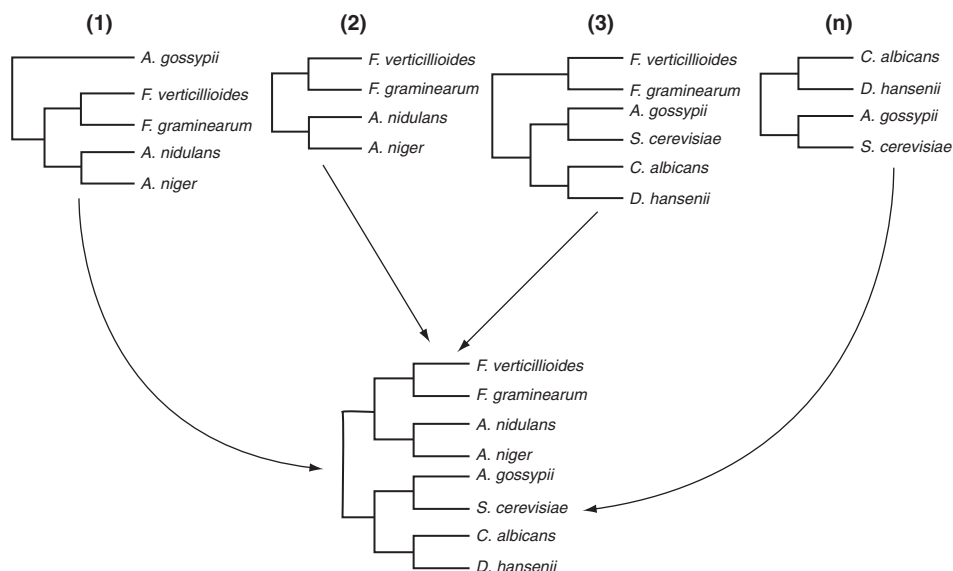 (1)
A. gossypii
F. verticillioides
F. graminearum
A. nidulans
A. niger
(2)
F. verticillioides
F. graminearum
A. nidulans
A. niger
(3)
F. verticillioides
F. graminearum
A. gossypii
S. cerevisiae
C. albicans
D. hansenii
(n)
C. albicans
D. hansenii
A. gossypii
S. cerevisiae
F. verticillioides
F. graminearum
A. nidulans
A. niger
A. gossypii
S. cerevisiae
C. albicans
D. hansenii